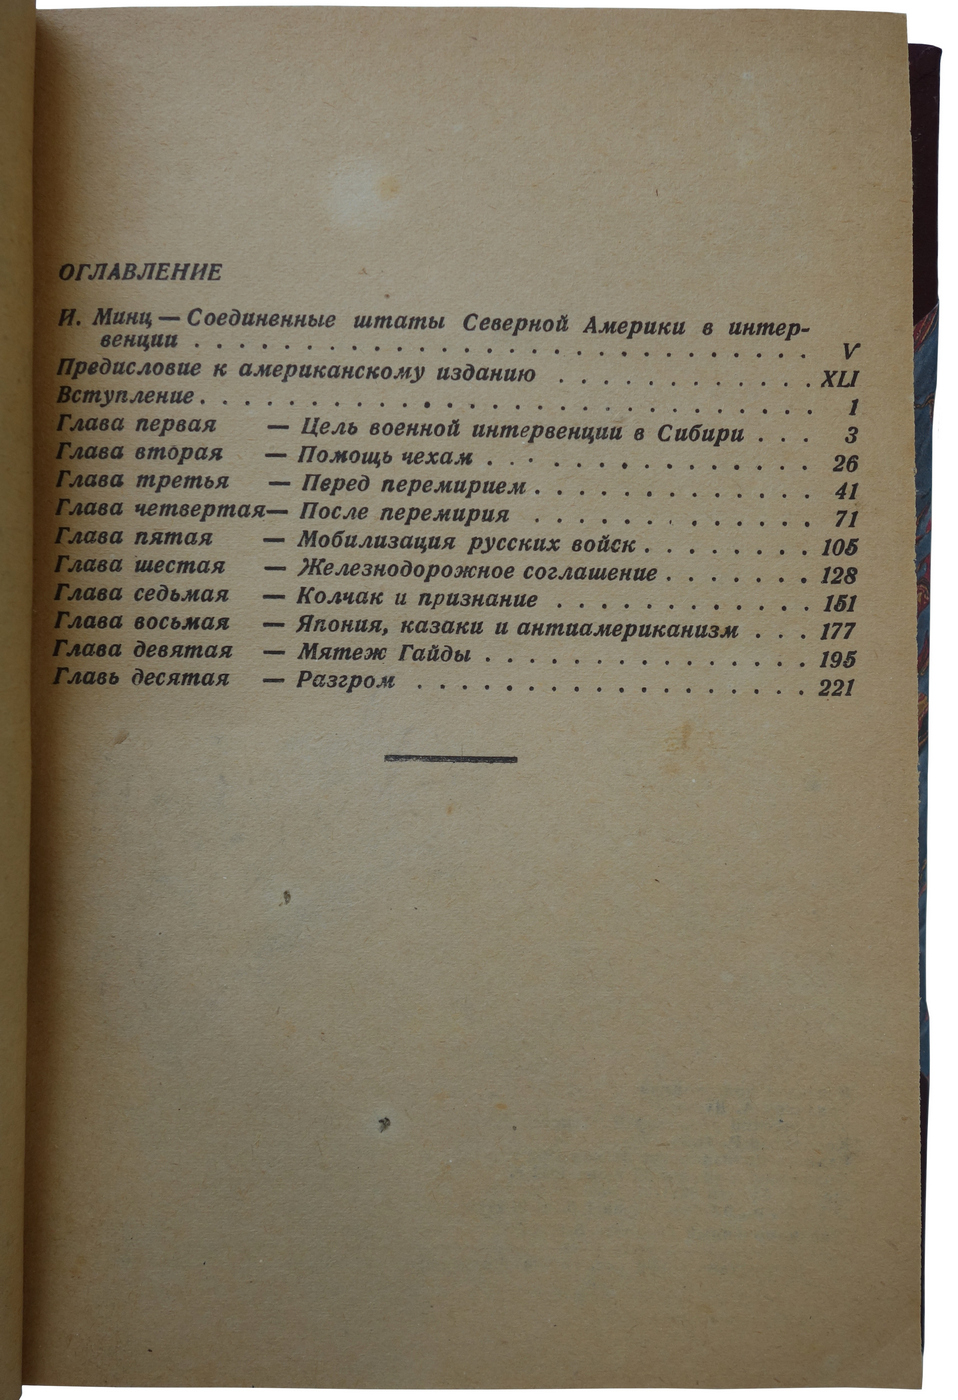 ОГЛАВЛЕНИЕ
И. Минц — Соединенные штаты Северной Америки в интер-
венции . . . . . . . . . . . . . . . . . . . . . . . . . . . . V
Предисловие к американскому изданию . . . . . . . . . . . . XLI
Вступление . . . . . . . . . . . . . . . . . . . . . . . . . . . . 1
Глава первая — Цель военной интервенции в Сибири . . . 3
Глава вторая — Помощь чехам . . . . . . . . . . . . . . . 26
Глава третья — Перед перемирием . . . . . . . . . . . . . 41
Глава четвертая— После перемирия . . . . . . . . . . . . . 71
Глава пятая — Мобилизация русских войск . . . . . . . . 105
Глава шестая — Железнодорожное соглашение . . . . . . . 128
Глава седьмая — Колчак и признание . . . . . . . . . . . . 151
Глава восьмая — Япония, казаки и антиамериканизм . . . 177
Глава девятая — Мятеж Гайды . . . . . . . . . . . . . . . 195
Главь десятая — Разгром . . . . . . . . . . . . . . . . . . 221